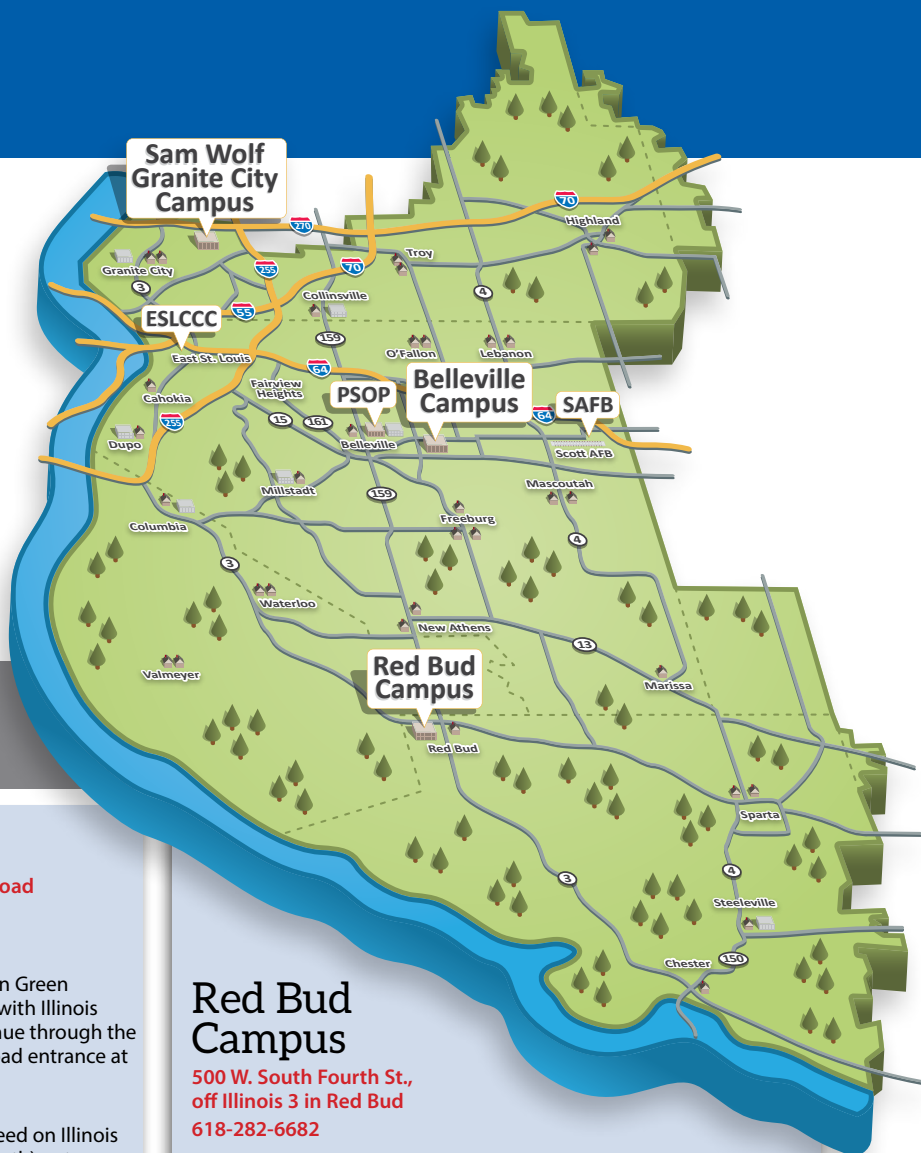 Sam Wolf
Granite City
Campus
70
270
Highland
Granite City
255
70
Troy
3
Collinsville
4
55
ESLCCC
159
East St. Louis
O'Fallon
Lebanon
64
Fairview
Heights
Belleville
Campus
PSOP
SAFB
Cahokia
255
15
161
64
Dupo
Belleville
Scott AFB
Millstadt
159
Mascoutah
Columbia
Freeburg
4
3
Waterloo
New Athens
13
Valmeyer
Red Bud
Campus
Marissa
Red Bud
Sparta
3
4
Steeleville
Chester
150
oad
n Green
with Illinois
nue through the
oad entrance at
eed on Illinois
Red Bud
Campus
500 W. South Fourth St.,
off Illinois 3 in Red Bud
618-282-6682